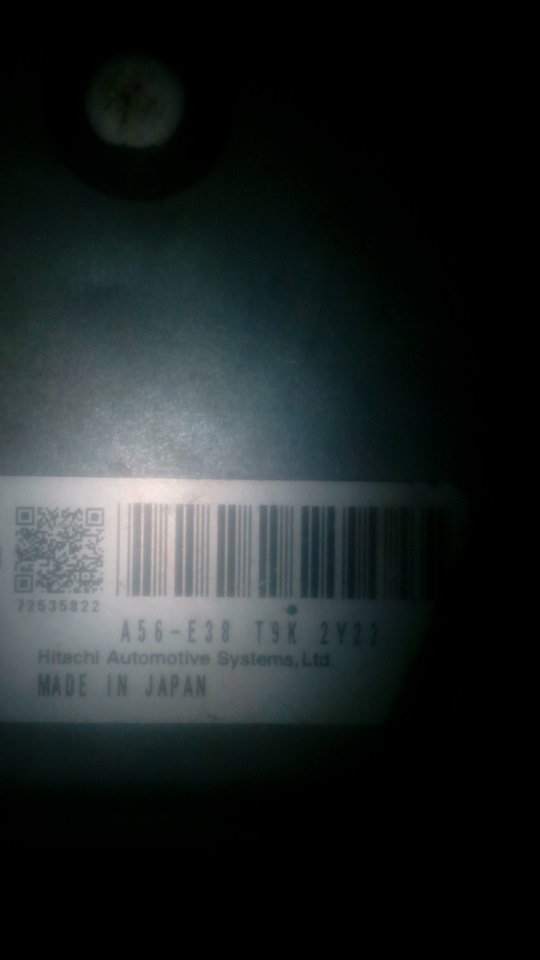 72535822
A56-E38 T9K 2Y22
Hitachi Automotive Systems,Ltd.
MADE IN JAPAN